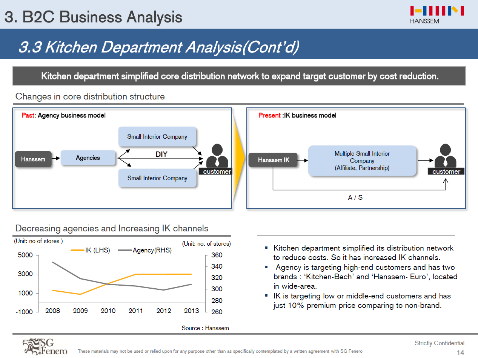 3. B2C Business Analysis
HANSSEM
3.3 Kitchen Department Analysis(Cont'd)
Kitchen department simplified core distribution network to expand target customer by cost reduction.
Changes in core distribution structure
Past: Agency business model
Small Interior Company
Hanssem
Agencies
DIY
customer
Small Interior Company
Present :IK business model
Hanssem IK
Multiple Small Interior
Company
(Affiliate, Partnership)
customer
A / S
Decreasing agencies and Increasing IK channels
(Unit: no of stores )
(Unit: no. of stores)
IK (LHS)
Agency(RHS)
5000
3000
1000
-1000
360
340
320
300
280
260
2008 2009 2010 2011 2012 2013
Source : Hanssem
▪ Kitchen department simplified its distribution network
to reduce costs. So it has increased IK channels.
▪ Agency is targeting high-end customers and has two
brands : 'Kitchen-Bach' and 'Hanssem- Euro', located
in wide-area.
▪ IK is targeting low or middle-end customers and has
just 10% premium price comparing to non-brand.
SG
Fenero
These materials may not be used or relied upon for any purpose other than as specifically contemplated by a written agreement with SG Fenero
Strictly Confidential
14